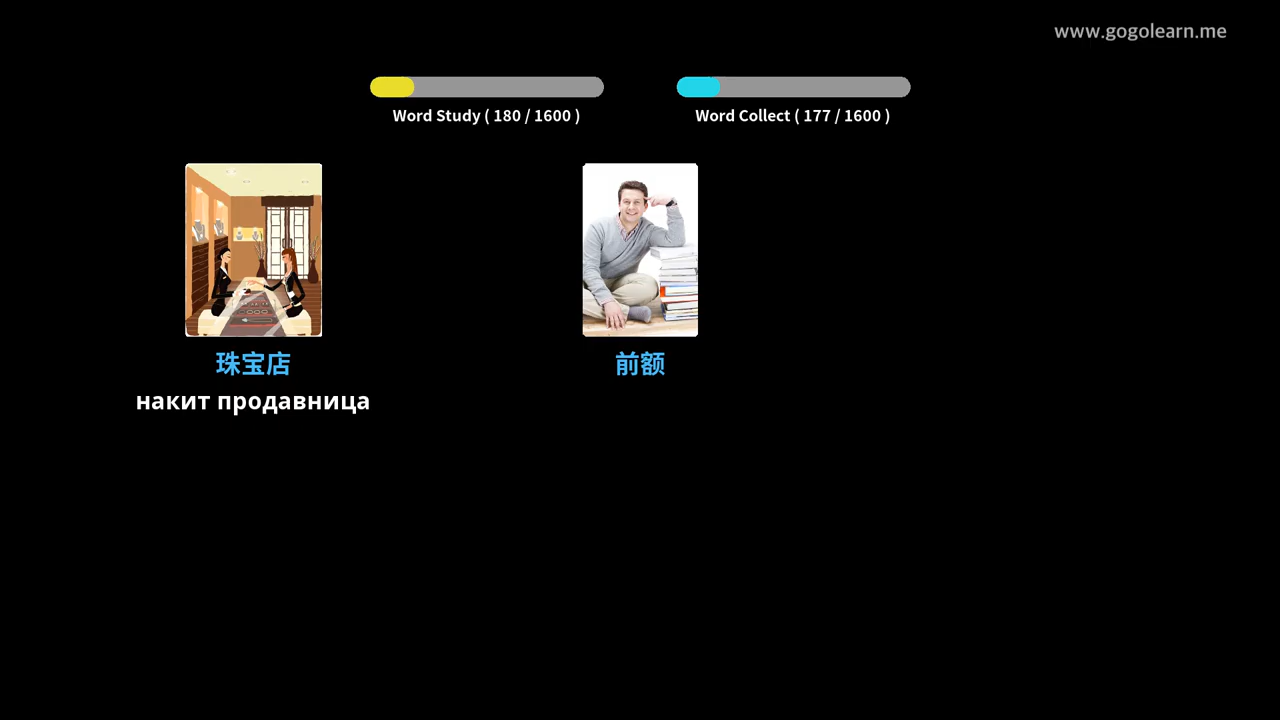 www.gogolearn.me
Word Study ( 180 / 1600 )
Word Collect ( 177 / 1600 )
珠宝店
накит продавница
前额